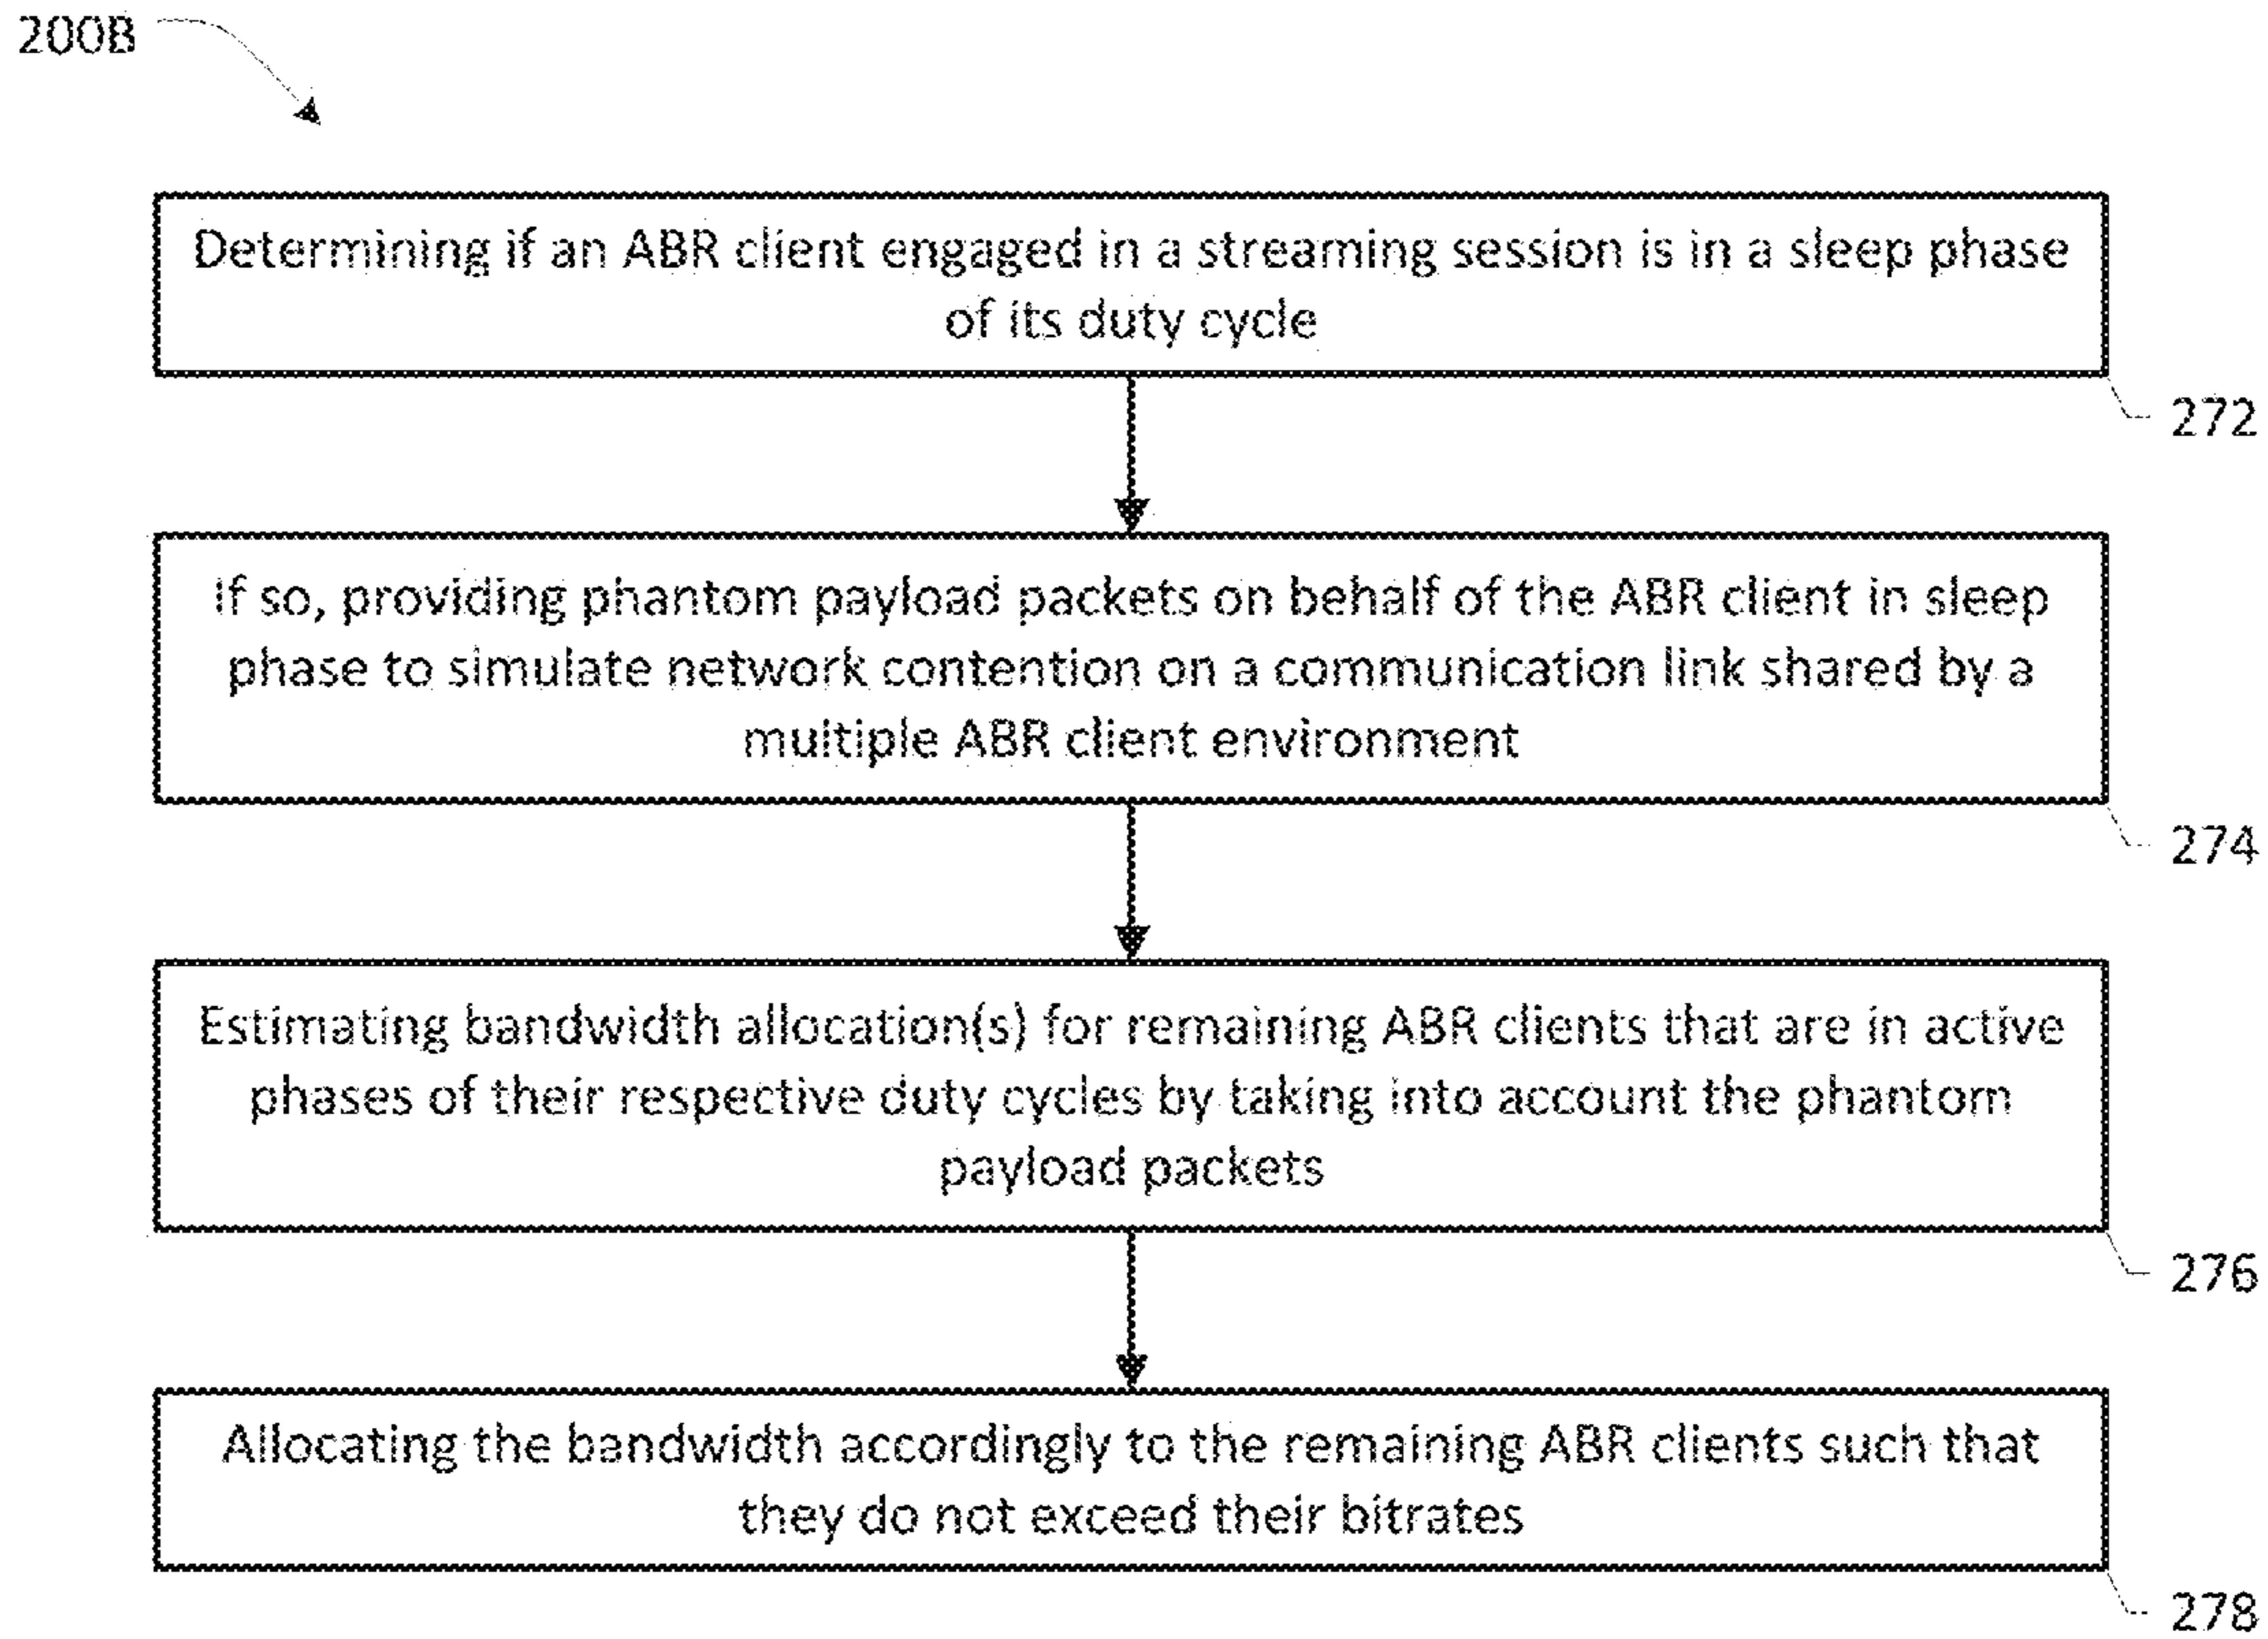 200B
Determining if an ABR client engaged in a streaming session is in a sleep phase
of its duty cycle
272
If so, providing phantom payload packets on behalf of the ABR client in sleep
phase to simulate network contention on a communication link shared by a
multiple ABR client environment
274
Estimating bandwidth allocation(s) for remaining ABR clients that are in active
phases of their respective duty cycles by taking into account the phantom
payload packets
276
Allocating the bandwidth accordingly to the remaining ABR clients such that
they do not exceed their bitrates
278